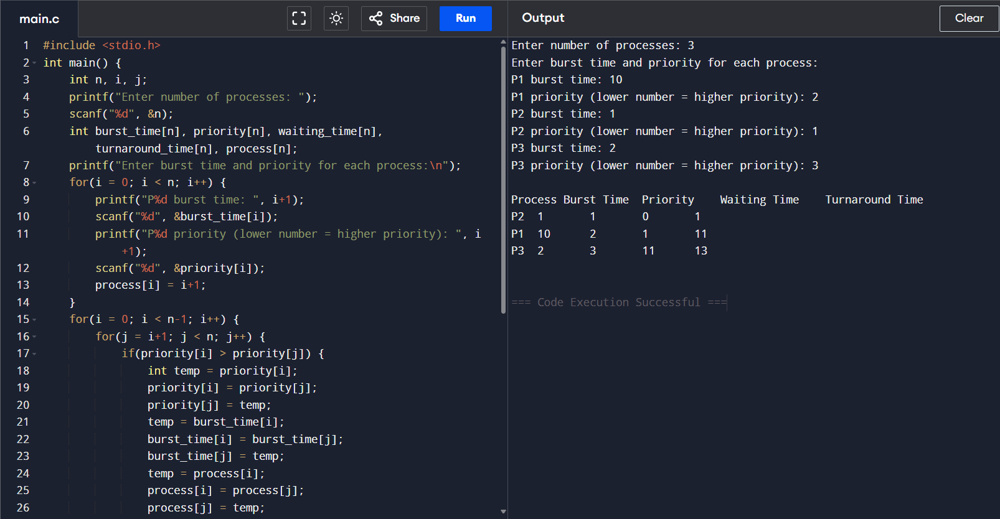 main.c
Share
Run
Output
Clear
1 #include <stdio.h>
2 int main() {
3 int n, i, j;
4 printf("Enter number of processes: ");
5 scanf("%d", &n);
6 int burst_time[n], priority[n], waiting_time[n],
turnaround_time[n], process[n];
7 printf("Enter burst time and priority for each process:\n");
8 for(i = 0; i < n; i++) {
9 printf("P%d burst time: ", i+1);
10 scanf("%d", &burst_time[i]);
11 printf("P%d priority (lower number = higher priority): ", i
+1);
12 scanf("%d", &priority[i]);
13 process[i] = i+1;
14 }
15 for(i = 0; i < n-1; i++) {
16 for(j = i+1; j < n; j++) {
17 if(priority[i] > priority[j]) {
18 int temp = priority[i];
19 priority[i] = priority[j];
20 priority[j] = temp;
21 temp = burst_time[i];
22 burst_time[i] = burst_time[j];
23 burst_time[j] = temp;
24 temp = process[i];
25 process[i] = process[j];
26 process[j] = temp;
Enter number of processes: 3
Enter burst time and priority for each process:
P1 burst time: 10
P1 priority (lower number = higher priority): 2
P2 burst time: 1
P2 priority (lower number = higher priority): 1
P3 burst time: 2
P3 priority (lower number = higher priority): 3
Process Burst Time Priority Waiting Time Turnaround Time
P2 1 1 0 1
P1 10 2 1 11
P3 2 3 11 13
=== Code Execution Successful ===